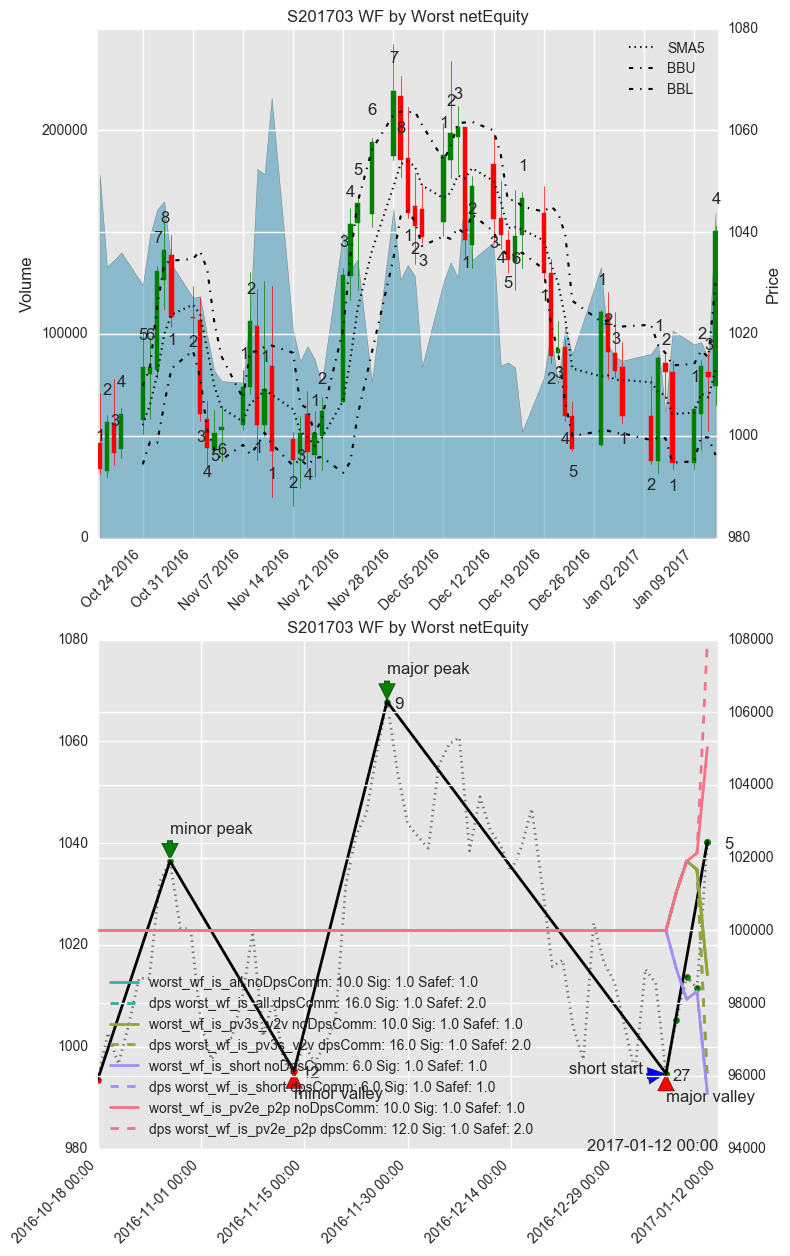 S201703 WF by Worst netEquity
1080
SMA5
BBU
BBL
200000
1060
1040
Volume
Price
100000
1020
1000
0
980
Oct 24 2016
Oct 31 2016
Nov 07 2016
Nov 14 2016
Nov 21 2016
Nov 28 2016
Dec 05 2016
Dec 12 2016
Dec 19 2016
Dec 26 2016
Jan 02 2017
Jan 09 2017
S201703 WF by Worst netEquity
1080
108000
major peak
9
106000
1060
104000
minor peak
1040
5
102000
100000
1020
worst_wf_is_all noDpsComm: 10.0 Sig: 1.0 Safef: 1.0
dps worst_wf_is_all dpsComm: 16.0 Sig: 1.0 Safef: 2.0
98000
worst_wf_is_pv3s_v2v noDpsComm: 10.0 Sig: 1.0 Safef: 1.0
dps worst_wf_is_pv3s_v2v dpsComm: 16.0 Sig: 1.0 Safef: 2.0
1000
worst_wf_is_short noDpsComm: 6.0 Sig: 1.0 Safef: 1.0
12
short start
27
96000
dps worst_wf_is_short dpsComm: 6.0 Sig: 1.0 Safef: 1.0
minor valley
major valley
worst_wf_is_pv2e_p2p noDpsComm: 10.0 Sig: 1.0 Safef: 1.0
dps worst_wf_is_pv2e_p2p dpsComm: 12.0 Sig: 1.0 Safef: 2.0
2017-01-12 00:00
980
94000
2016-10-18 00:00
2016-11-01 00:00
2016-11-15 00:00
2016-11-30 00:00
2016-12-14 00:00
2016-12-29 00:00
2017-01-12 00:00